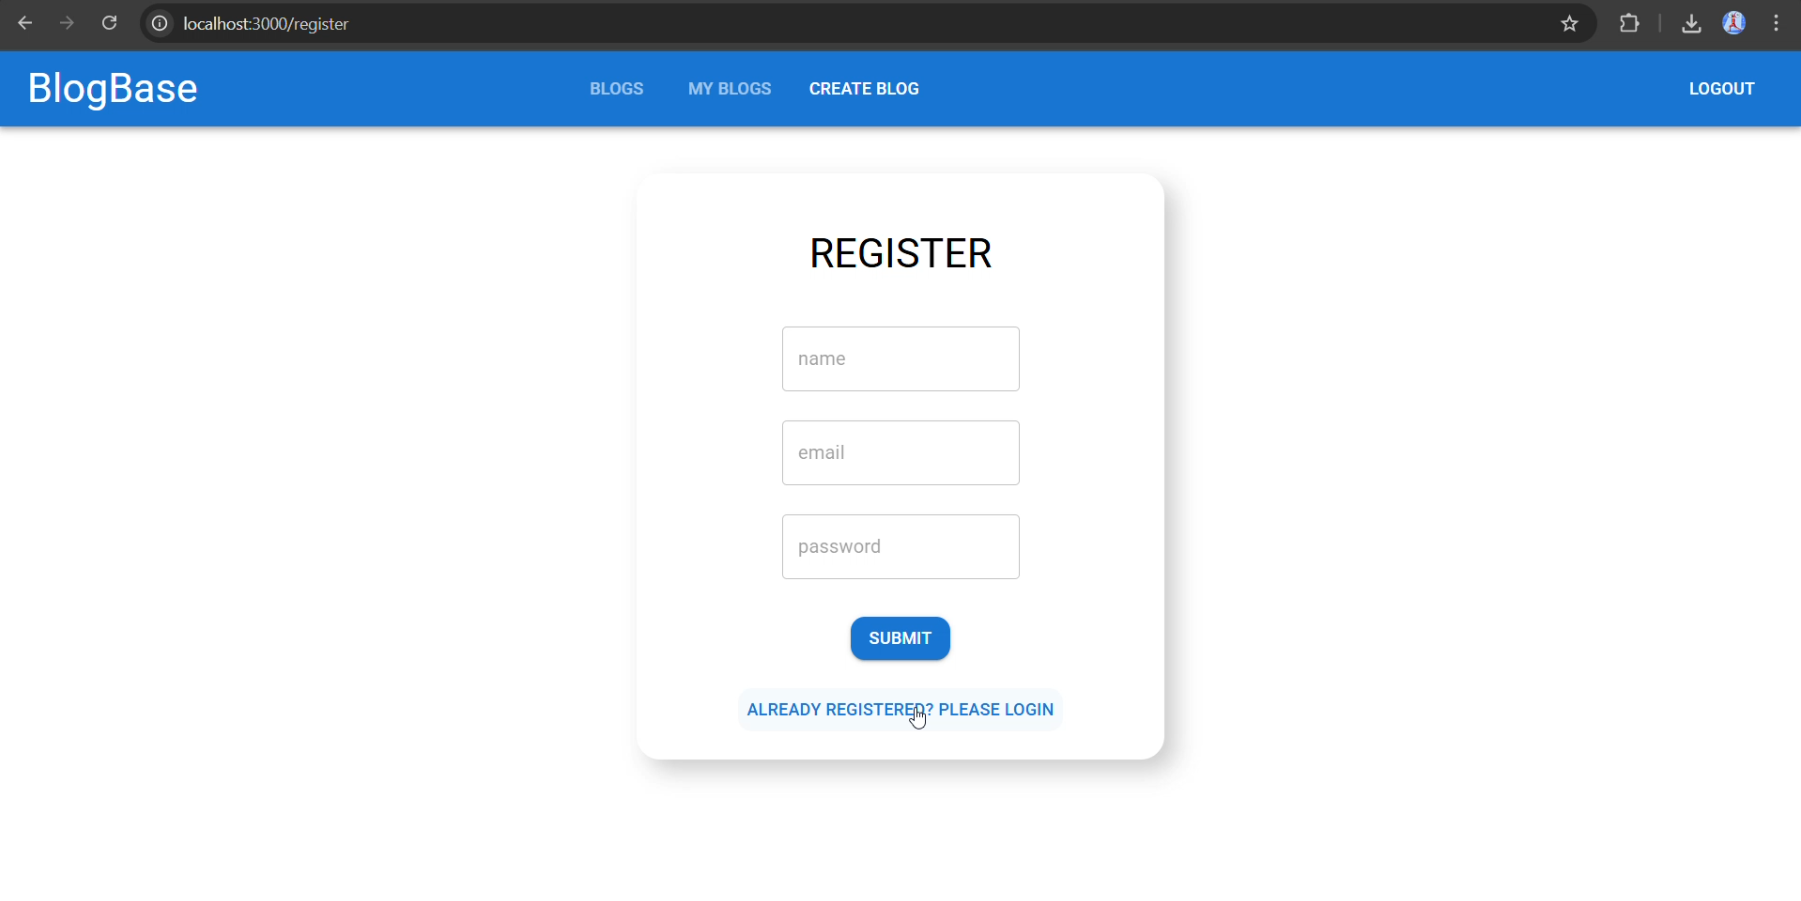 localhost:3000/register
BlogBase
BLOGS MY BLOGS CREATE BLOG LOGOUT
REGISTER
name
email
password
SUBMIT
ALREADY REGISTERED? PLEASE LOGIN